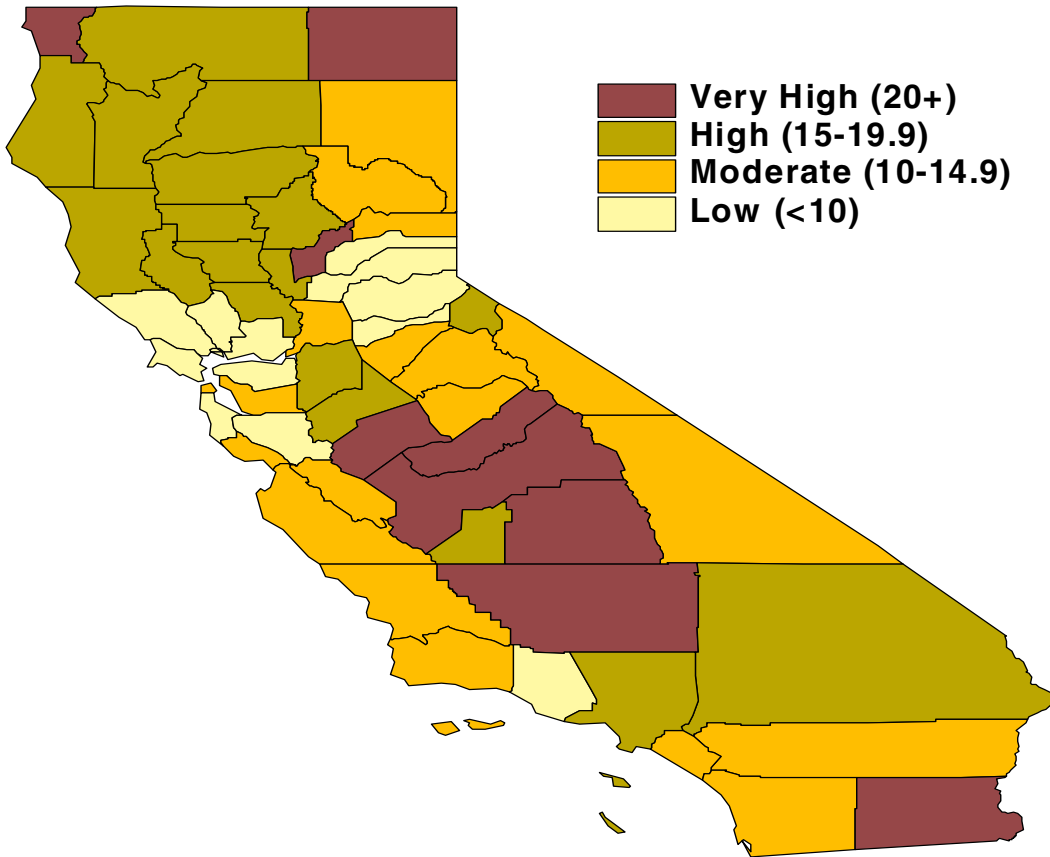 Very High (20+)
High (15-19.9)
Moderate (10-14.9)
Low (<10)